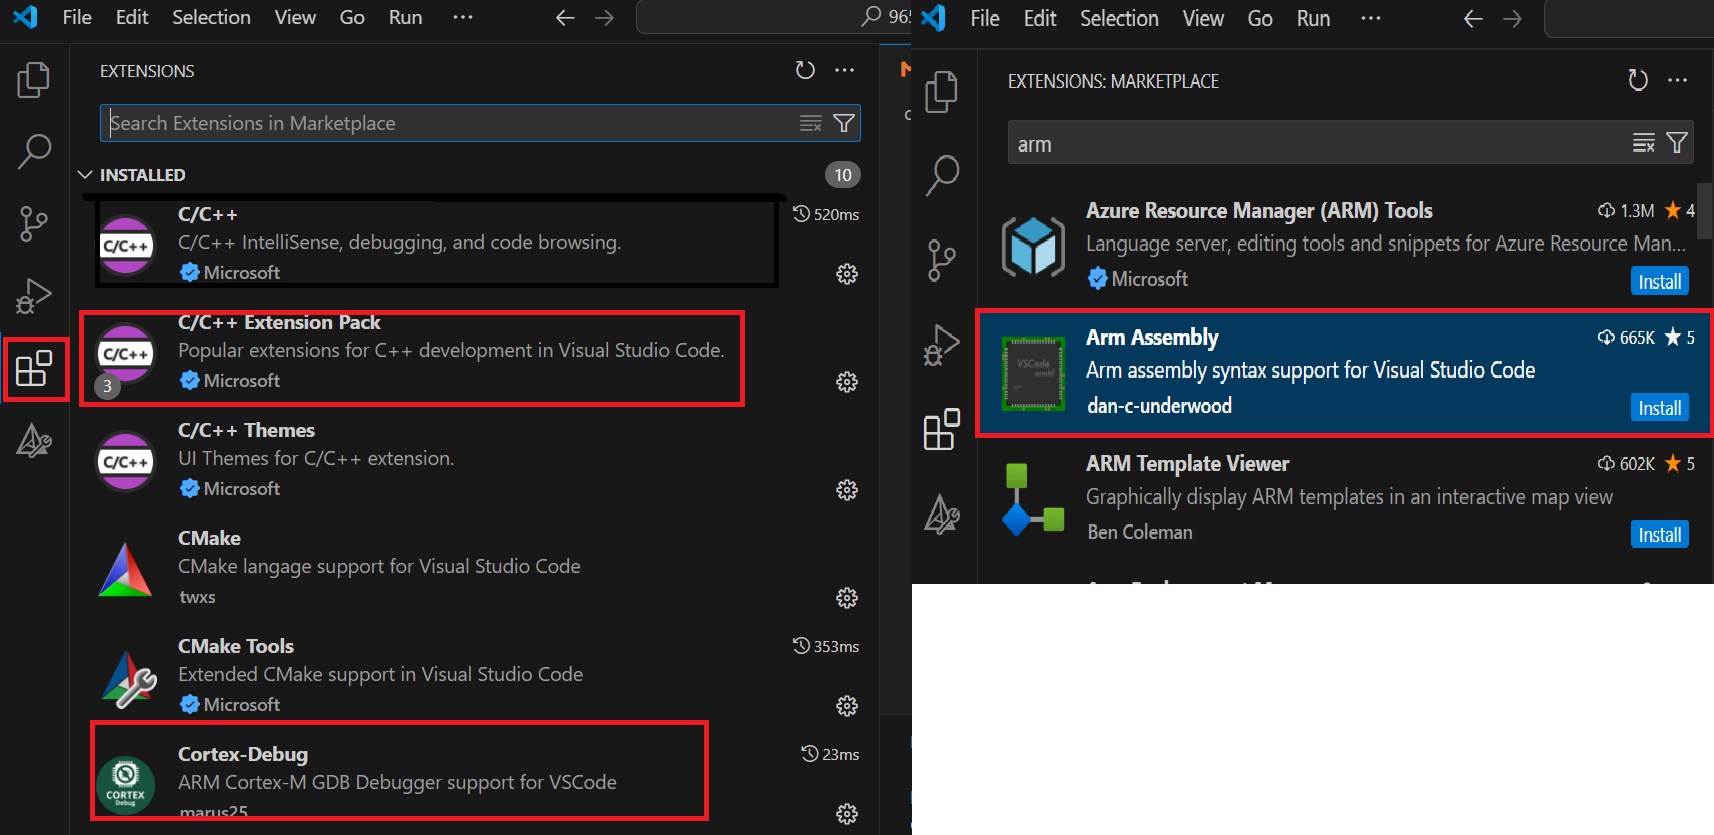 File Edit Selection View Go Run ···
EXTENSIONS
Search Extensions in Marketplace
INSTALLED 10
C/C++ 520ms
C/C++ IntelliSense, debugging, and code browsing.
C/C++
Microsoft
C/C++ Extension Pack
Popular extensions for C++ development in Visual Studio Code.
C/C++
3
Microsoft
C/C++ Themes
UI Themes for C/C++ extension.
C/C++
Microsoft
CMake
CMake langage support for Visual Studio Code
twxs
CMake Tools 353ms
Extended CMake support in Visual Studio Code
Microsoft
Cortex-Debug 23ms
ARM Cortex-M GDB Debugger support for VSCode
CORTEX
Debug
marus25
File Edit Selection View Go Run ···
EXTENSIONS: MARKETPLACE
arm
Azure Resource Manager (ARM) Tools 1.3M 4
Language server, editing tools and snippets for Azure Resource Man...
Microsoft Install
Arm Assembly 665K 5
Arm assembly syntax support for Visual Studio Code
VSCode
armhf
dan-c-underwood Install
ARM Template Viewer 602K 5
Graphically display ARM templates in an interactive map view
Ben Coleman Install